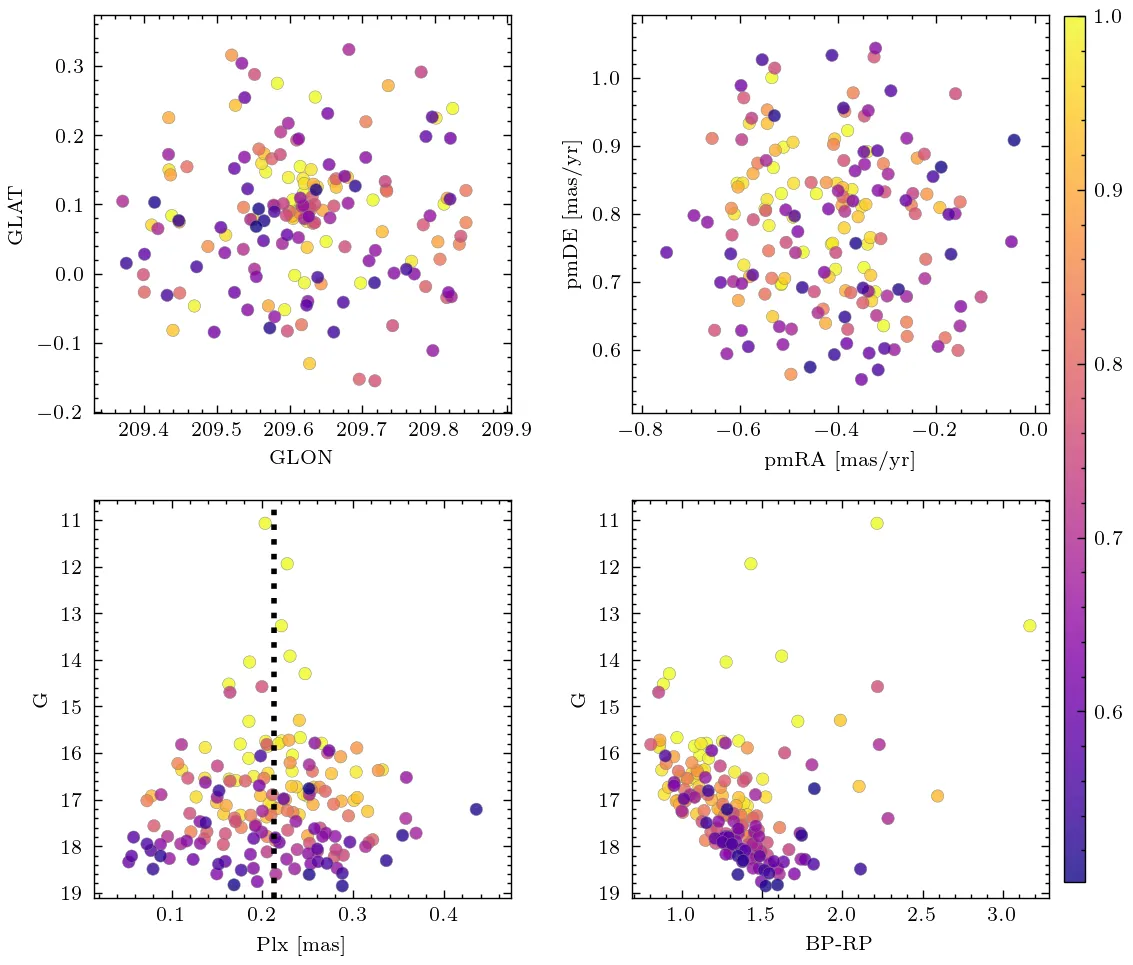 GLAT
0.3
0.2
0.1
0.0
−0.1
−0.2
209.4 209.5 209.6 209.7 209.8 209.9
GLON
pmDE [mas/yr]
1.0
0.9
0.8
0.7
0.6
−0.8 −0.6 −0.4 −0.2 0.0
pmRA [mas/yr]
1.0
0.9
0.8
0.7
0.6
G
11
12
13
14
15
16
17
18
19
0.1 0.2 0.3 0.4
Plx [mas]
G
11
12
13
14
15
16
17
18
19
1.0 1.5 2.0 2.5 3.0
BP-RP